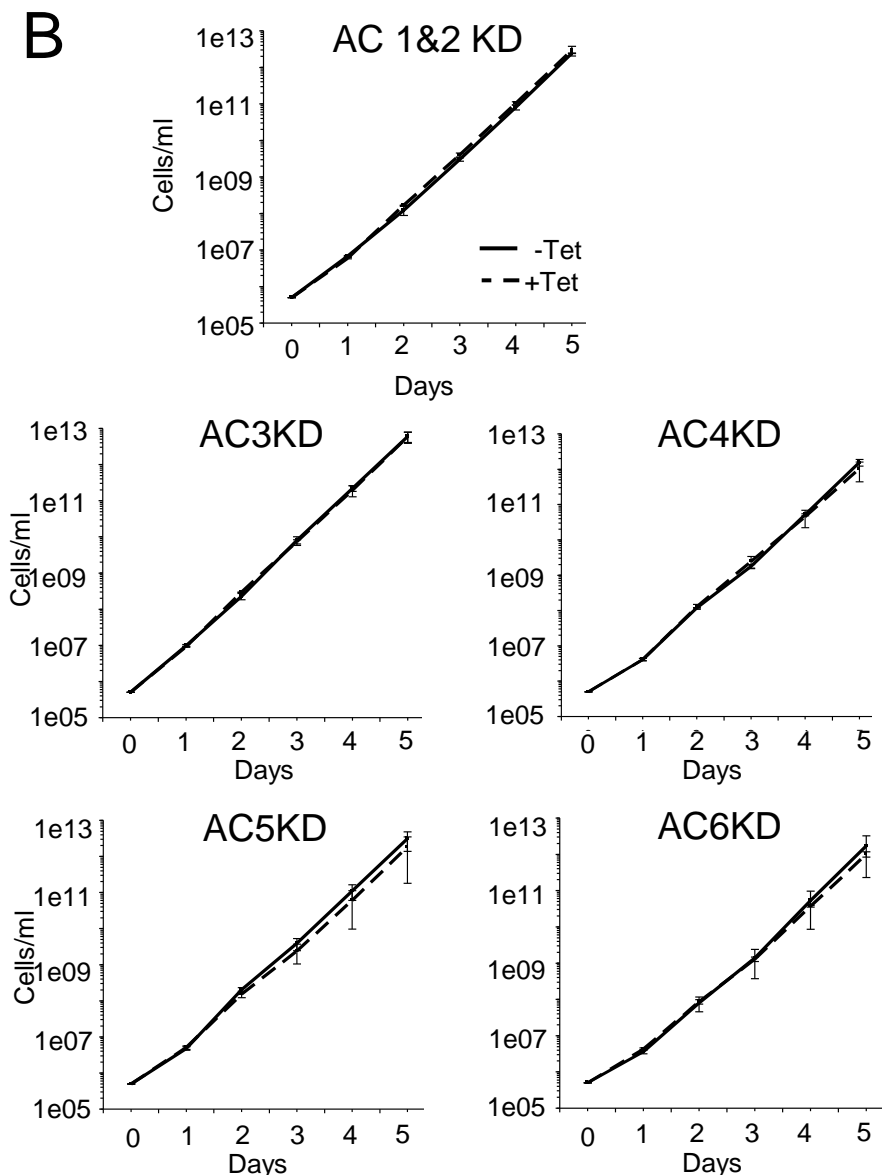 B
AC 1&2 KD
Cells/ml
1e13
1e11
1e09
1e07
1e05
-Tet
+Tet
0 1 2 3 4 5
Days
AC3KD
Cells/ml
1e13
1e11
1e09
1e07
1e05
0 1 2 3 4 5
Days
AC4KD
1e13
1e11
1e09
1e07
1e05
0 1 2 3 4 5
Days
AC5KD
Cells/ml
1e13
1e11
1e09
1e07
1e05
0 1 2 3 4 5
Days
AC6KD
1e13
1e11
1e09
1e07
1e05
0 1 2 3 4 5
Days